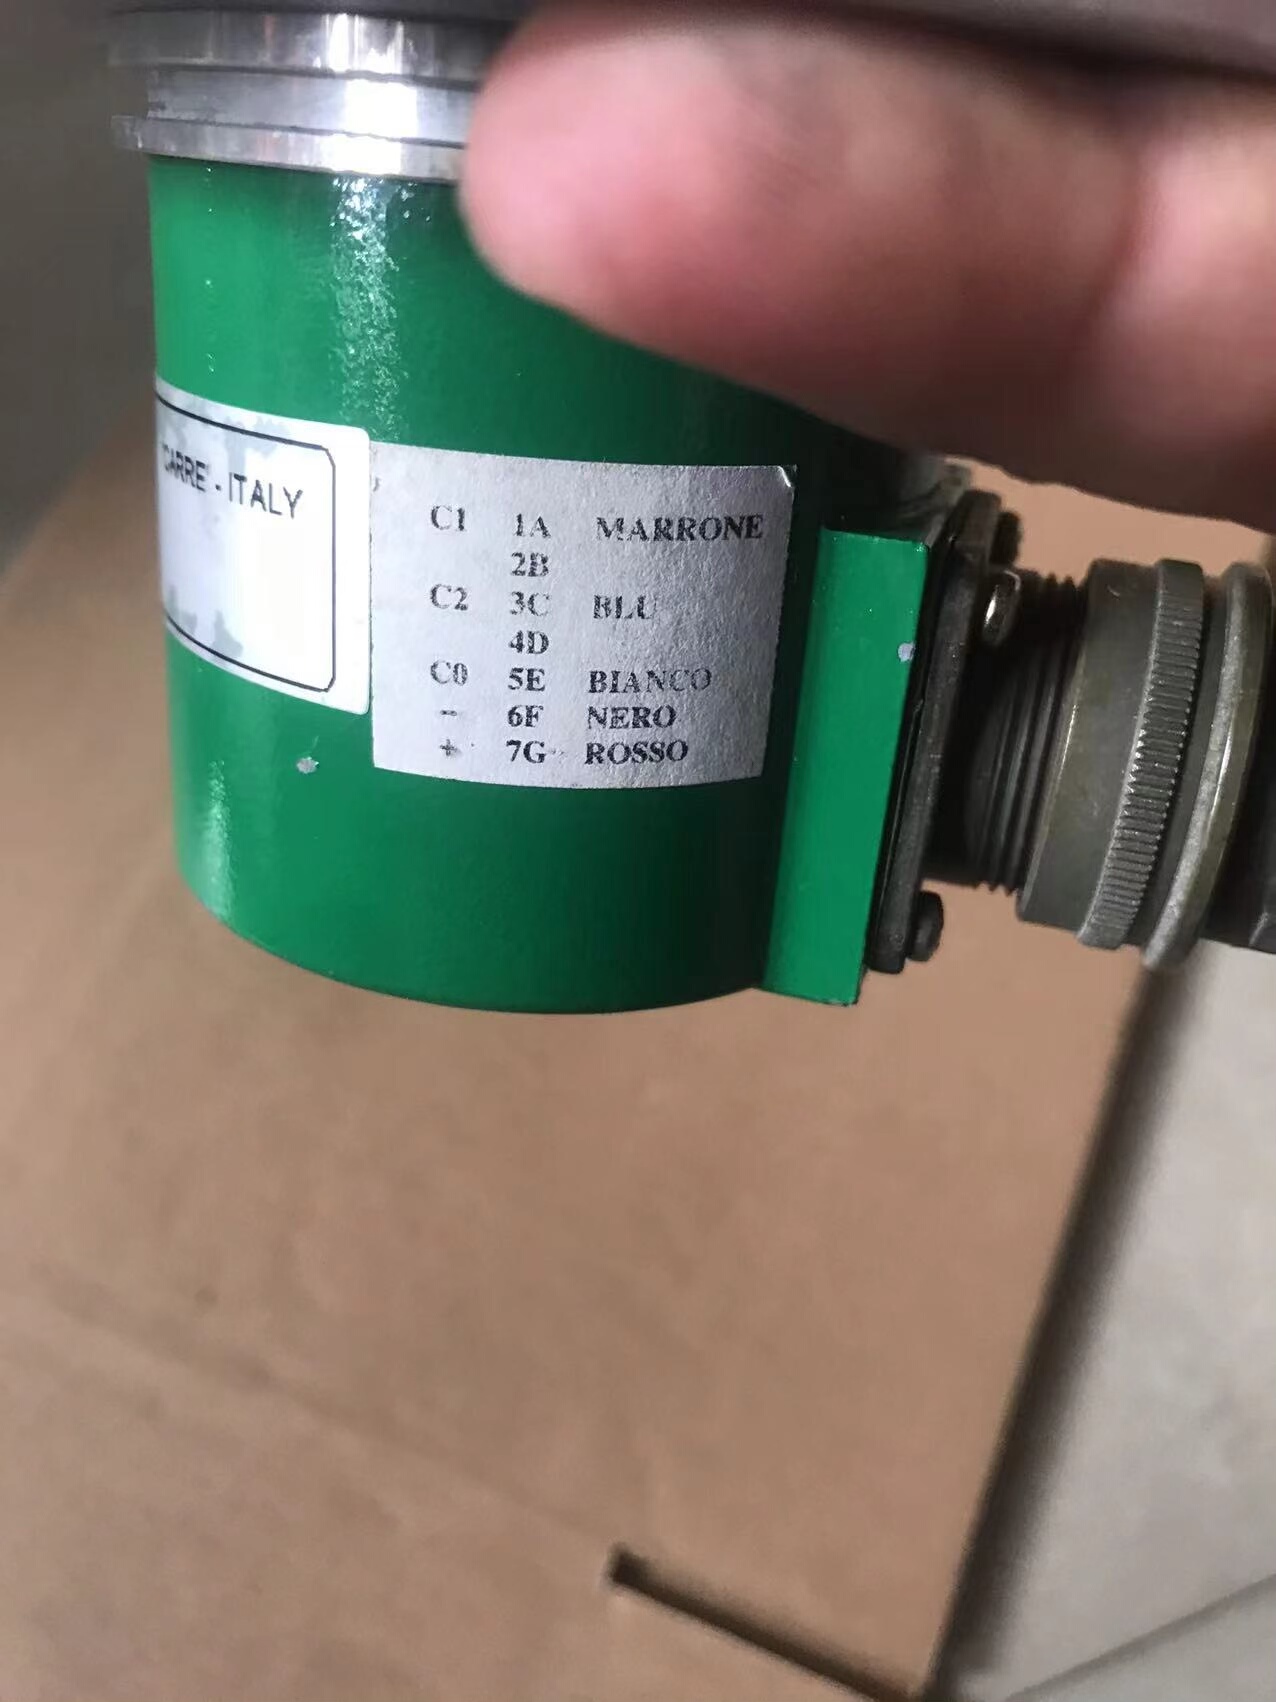 CARRE' - ITALY
C1 1A MARRONE
2B
C2 3C BLU
4D
C0 5E BIANCO
- 6F NERO
+ 7G ROSSO